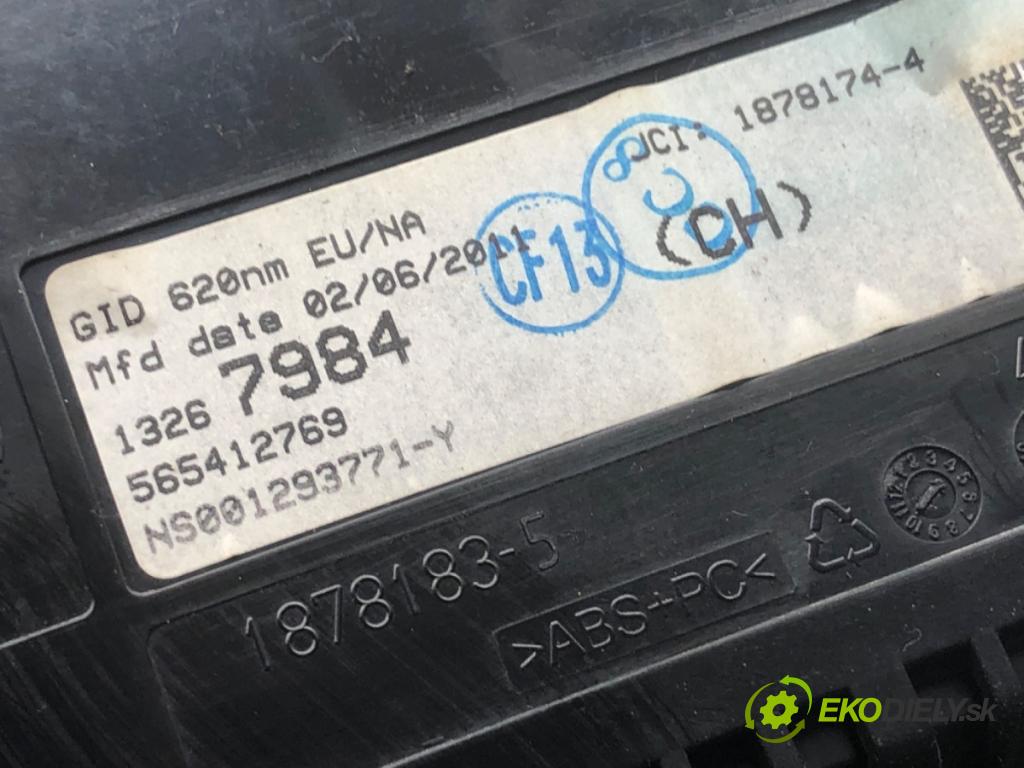 JCI: 1878174-4
(CH)
GID 620nm EU/NA
Mfd date 02/06/2011
CF13
1326 7984
565412769
NS001293771-Y
1878183-5
>ABS+PC<
EKODIELY.sk